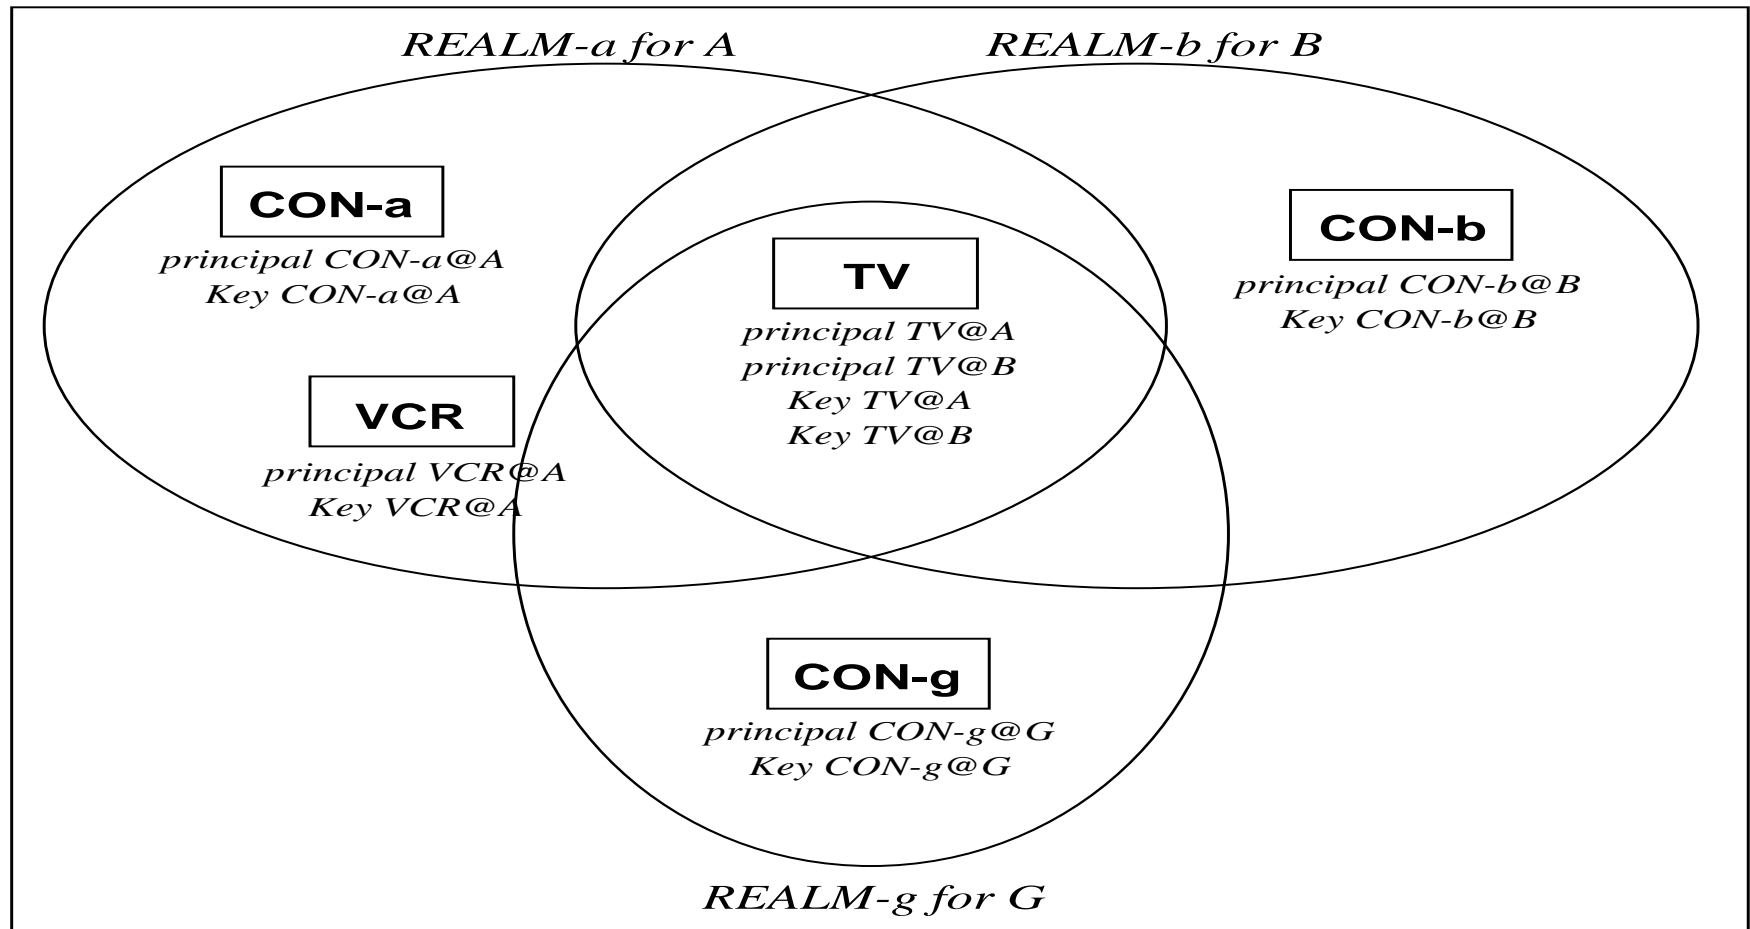 REALM-a for A
REALM-b for B
CON-a
principal CON-a@A
Key CON-a@A
CON-b
principal CON-b@B
Key CON-b@B
TV
principal TV@A
principal TV@B
Key TV@A
Key TV@B
VCR
principal VCR@A
Key VCR@A
CON-g
principal CON-g@G
Key CON-g@G
REALM-g for G